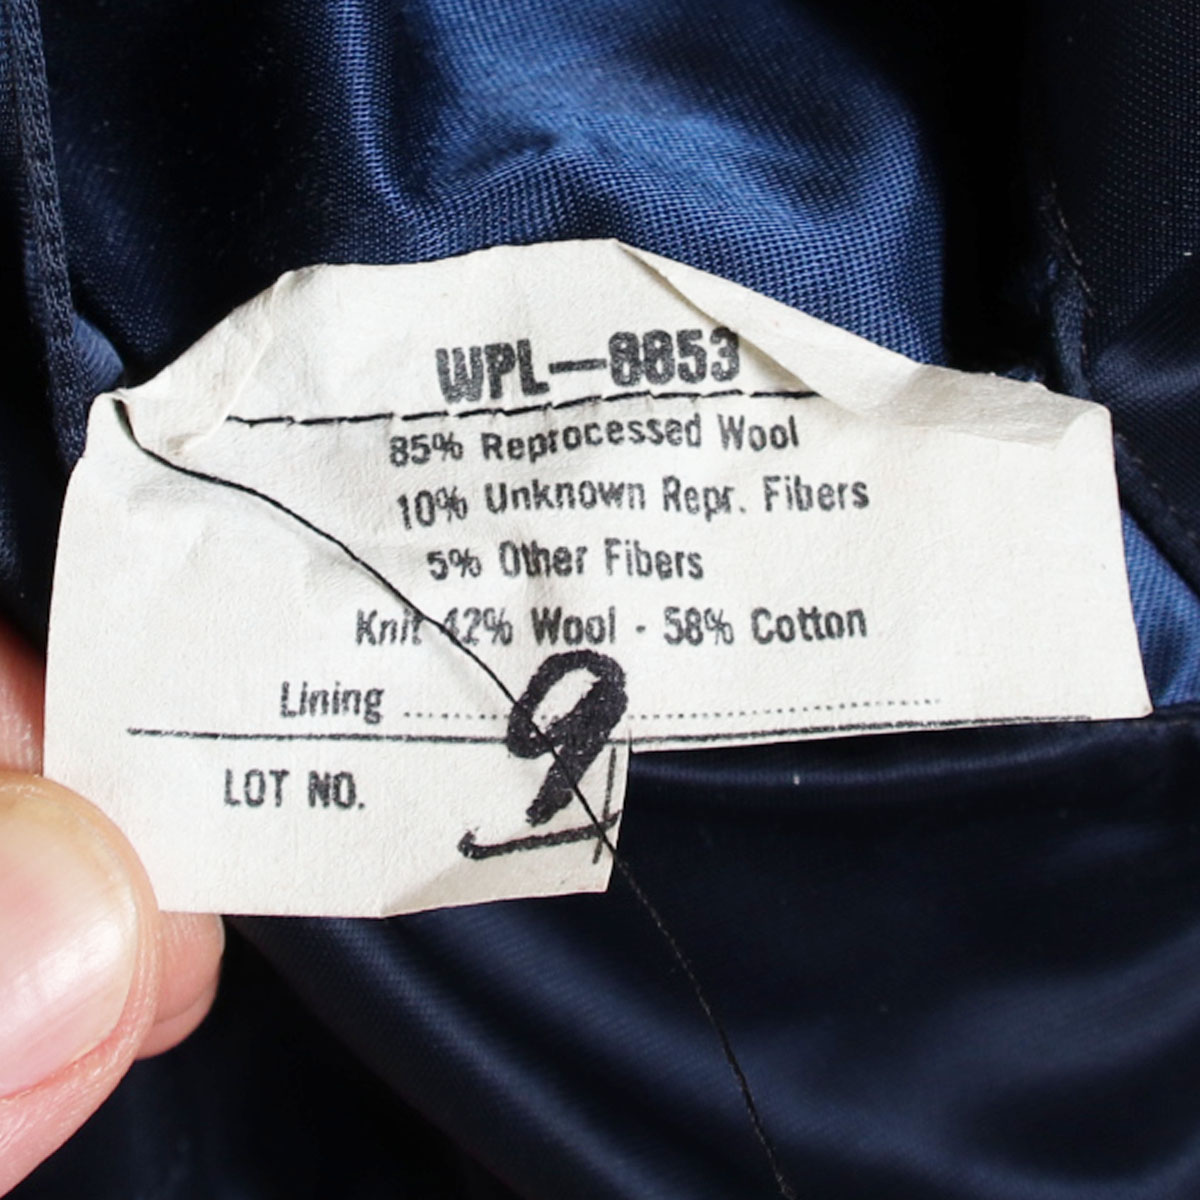 WPL—8853
85% Reprocessed Wool
10% Unknown Repr. Fibers
5% Other Fibers
Knit 42% Wool - 58% Cotton
Lining
LOT NO. 9